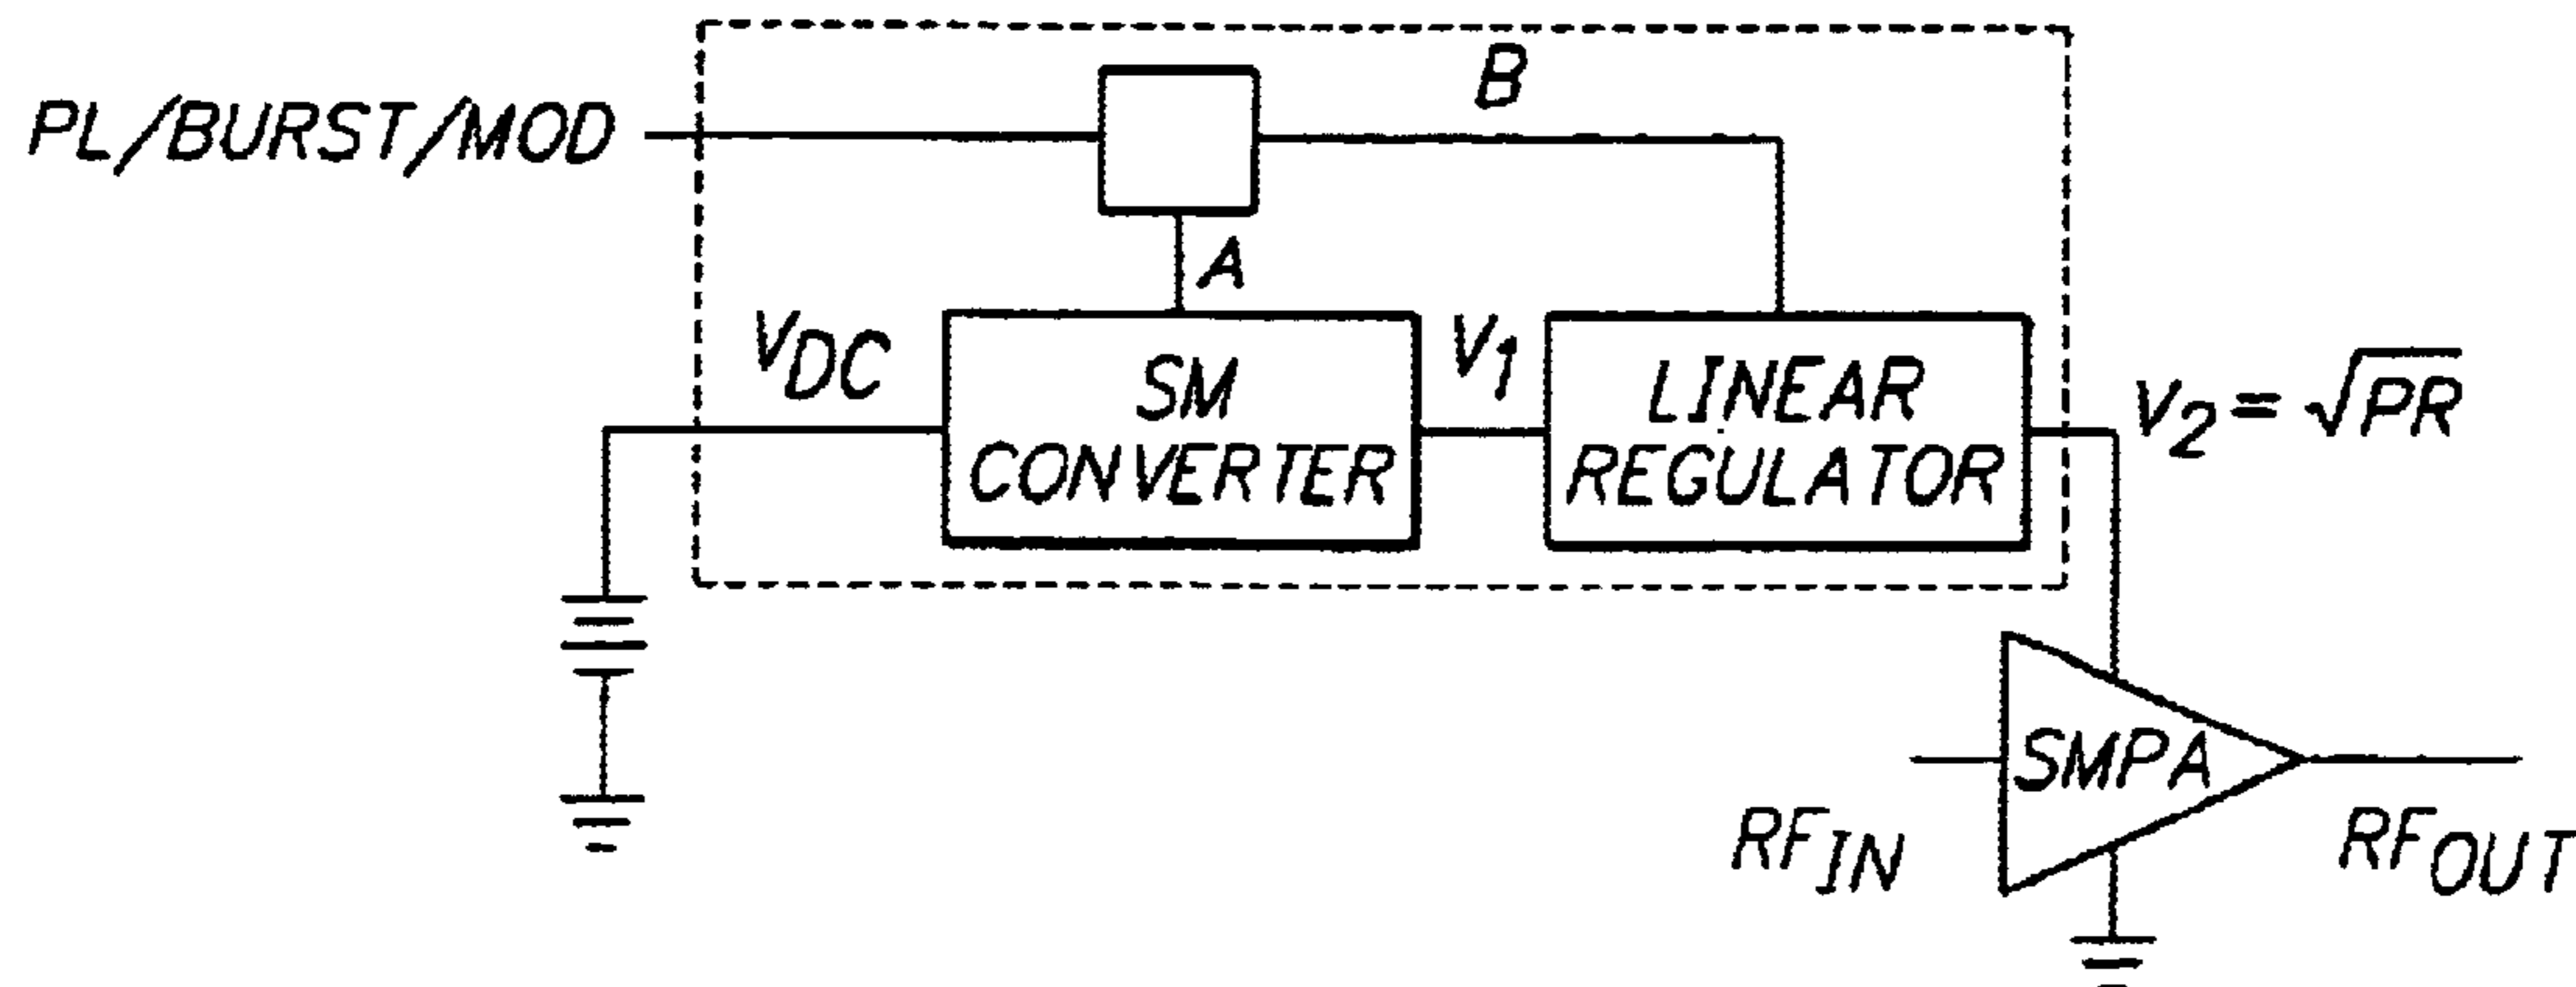 PL/BURST/MOD
B
A
VDC
SM
CONVERTER
V1
LINEAR
REGULATOR
V2 = √PR
SMPA
RFIN
RFOUT